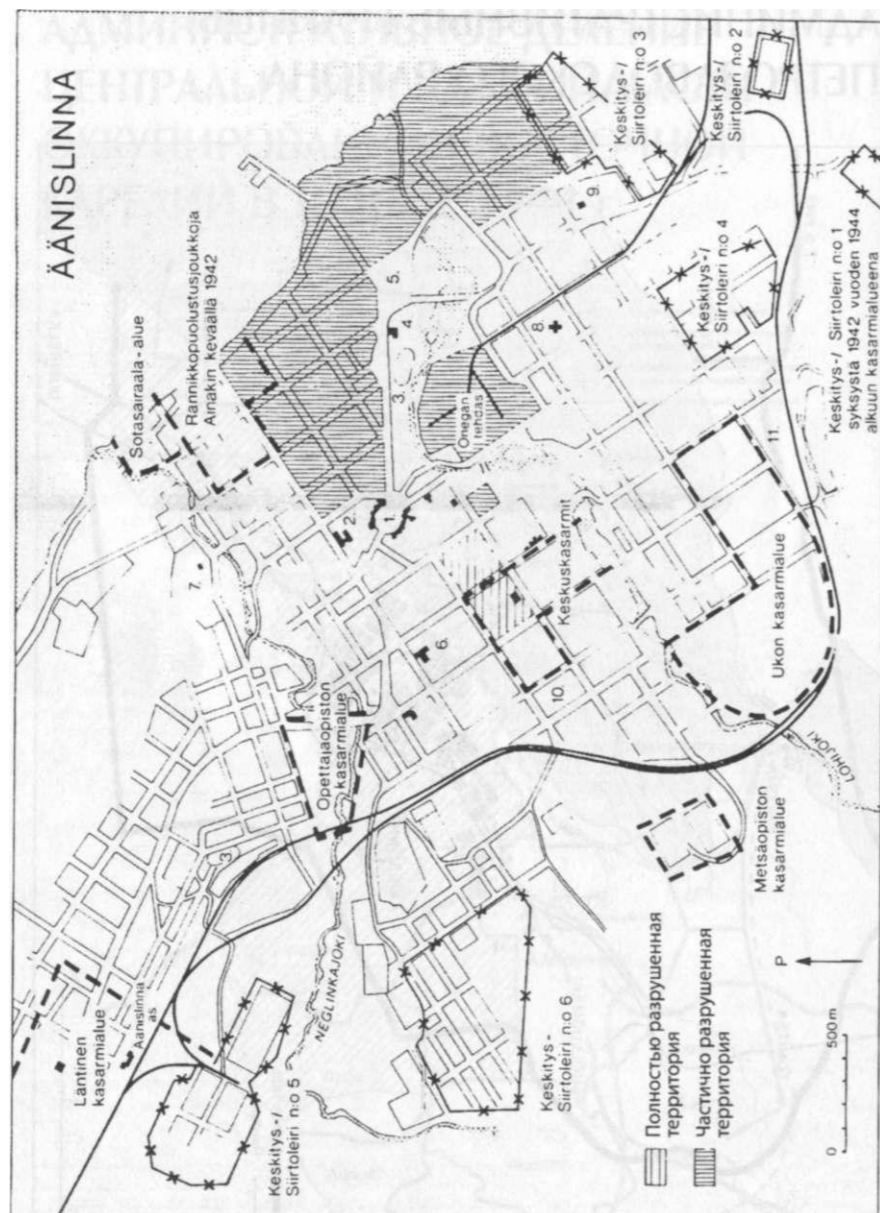 ÄÄNISLINNA
Läntinen
kasarmialue
Äänislinna
as
Keskitys-/
Siirtoleiri n:o 5
Sotasairaala-alue
Rannikkopuolustusjoukkoja
Ainakin keväällä 1942
7.
Opettajaopiston
kasarmialue
NEGLINKAJOKI
2.
1.
3.
4.
5.
6.
Onegan
tehdas
Keskitys-/
Siirtoleiri n:o 3
9.
8.
Keskitys-/
Siirtoleiri n:o 2
Keskuskasarmit
10.
Keskitys-/
Siirtoleiri n:o 4
Keskitys-
Siirtoleiri n:o 6
Metsäopiston
kasarmialue
LOHIJOKI
Ukon kasarmialue
11.
Keskitys-/ Siirtoleiri n:o 1
syksystä 1942 vuoden 1944
alkuun kasarmialueena
Полностью разрушенная
территория
Частично разрушенная
территория
P
0
500m